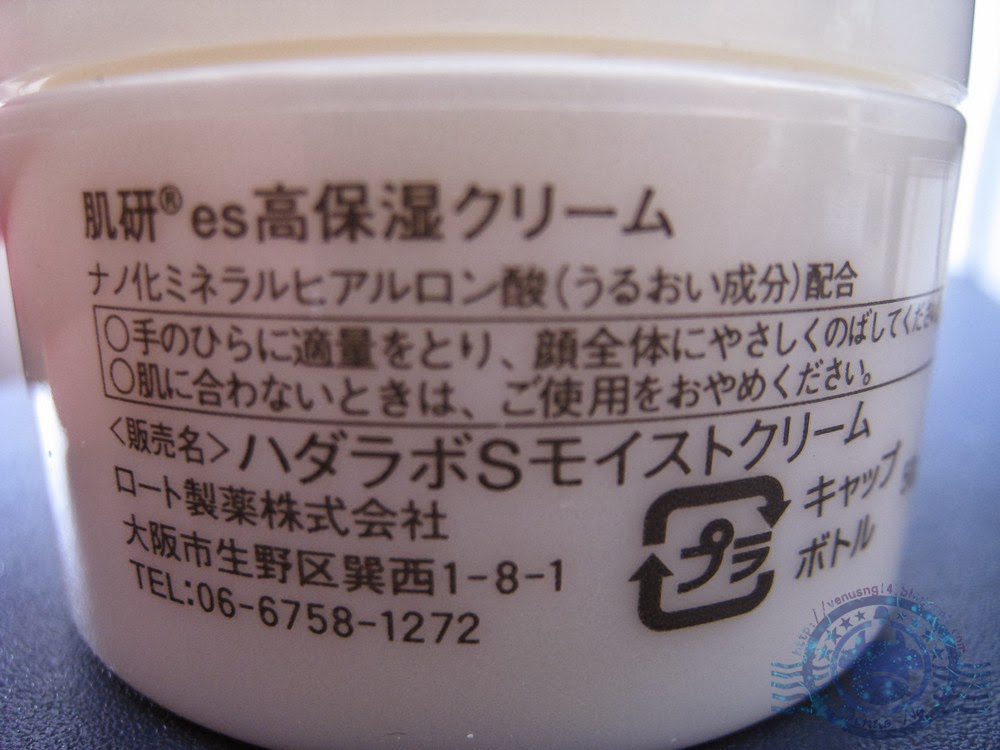 肌研®es高保湿クリーム
ナノ化ミネラルヒアルロン酸(うるおい成分)配合
○手のひらに適量をとり、顔全体にやさしくのばしてくださ
○肌に合わないときは、ご使用をおやめください。
<販売名>ハダラボSモイストクリーム
ロート製薬株式会社
大阪市生野区巽西1-8-1
TEL:06-6758-1272
プラ
キャップ
ボトル